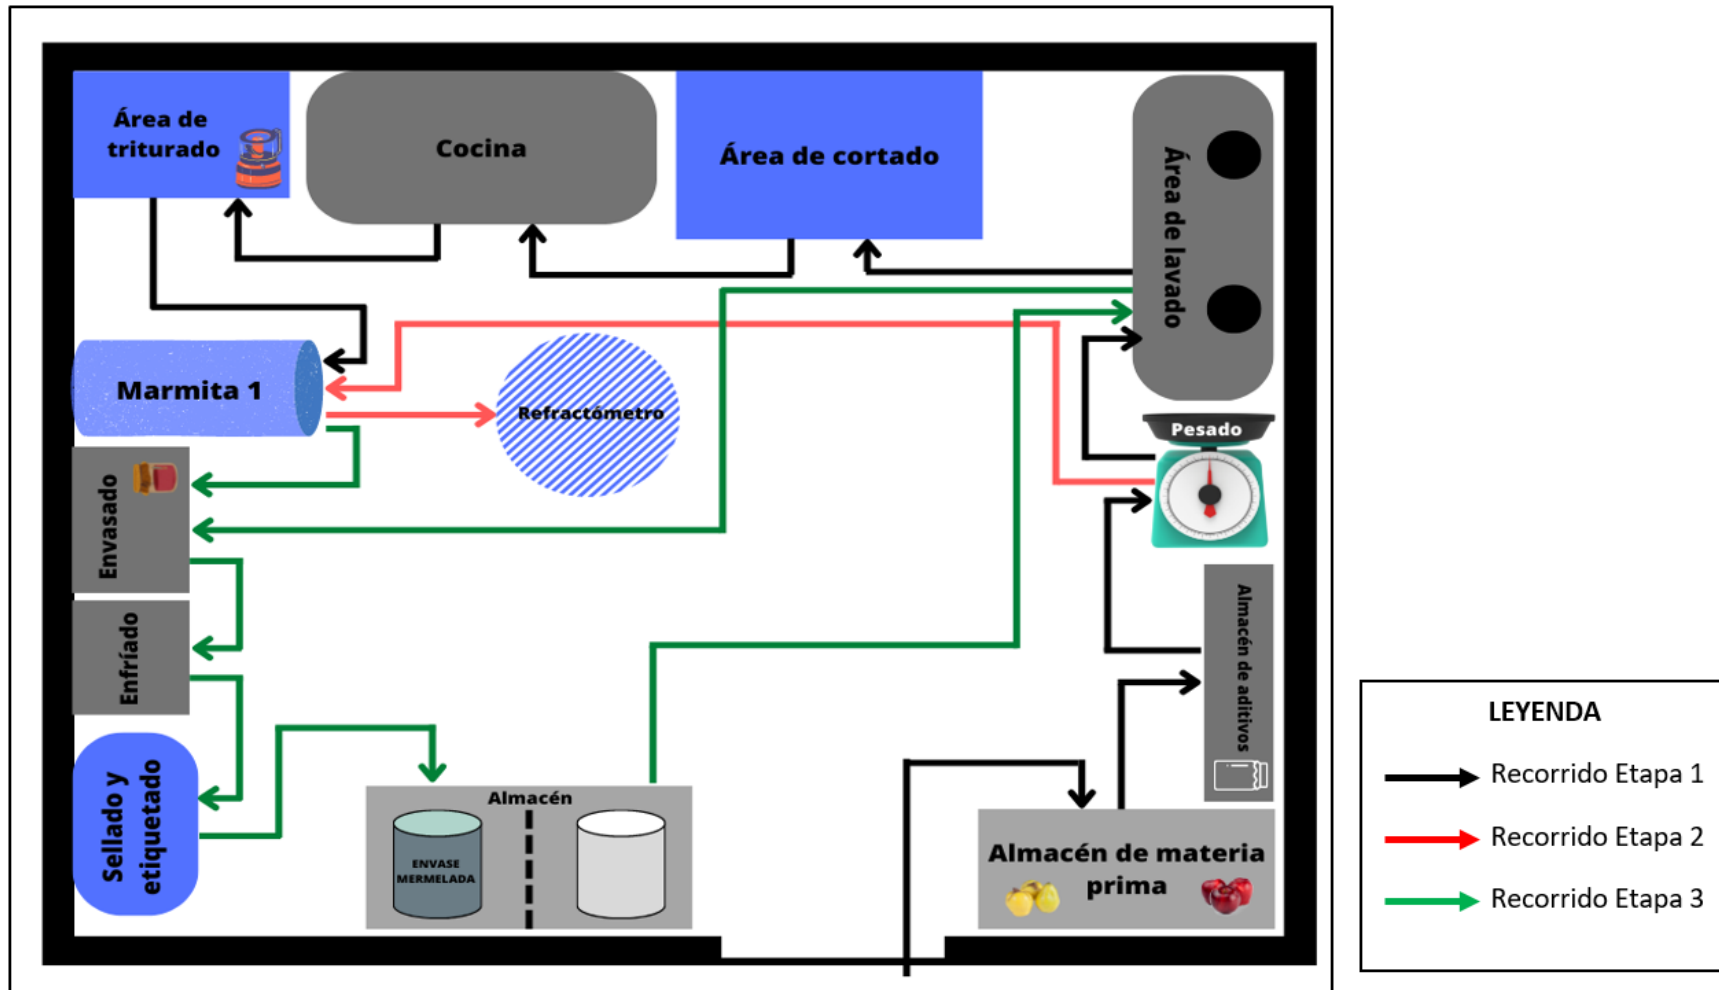 Área de
triturado
Cocina
Área de cortado
Área de lavado
Marmita 1
Refractómetro
Pesado
Envasado
Enfríado
Almacén de aditivos
Sellado y
etiquetado
Almacén
ENVASE
MERMELADA
Almacén de materia
prima
LEYENDA
Recorrido Etapa 1
Recorrido Etapa 2
Recorrido Etapa 3